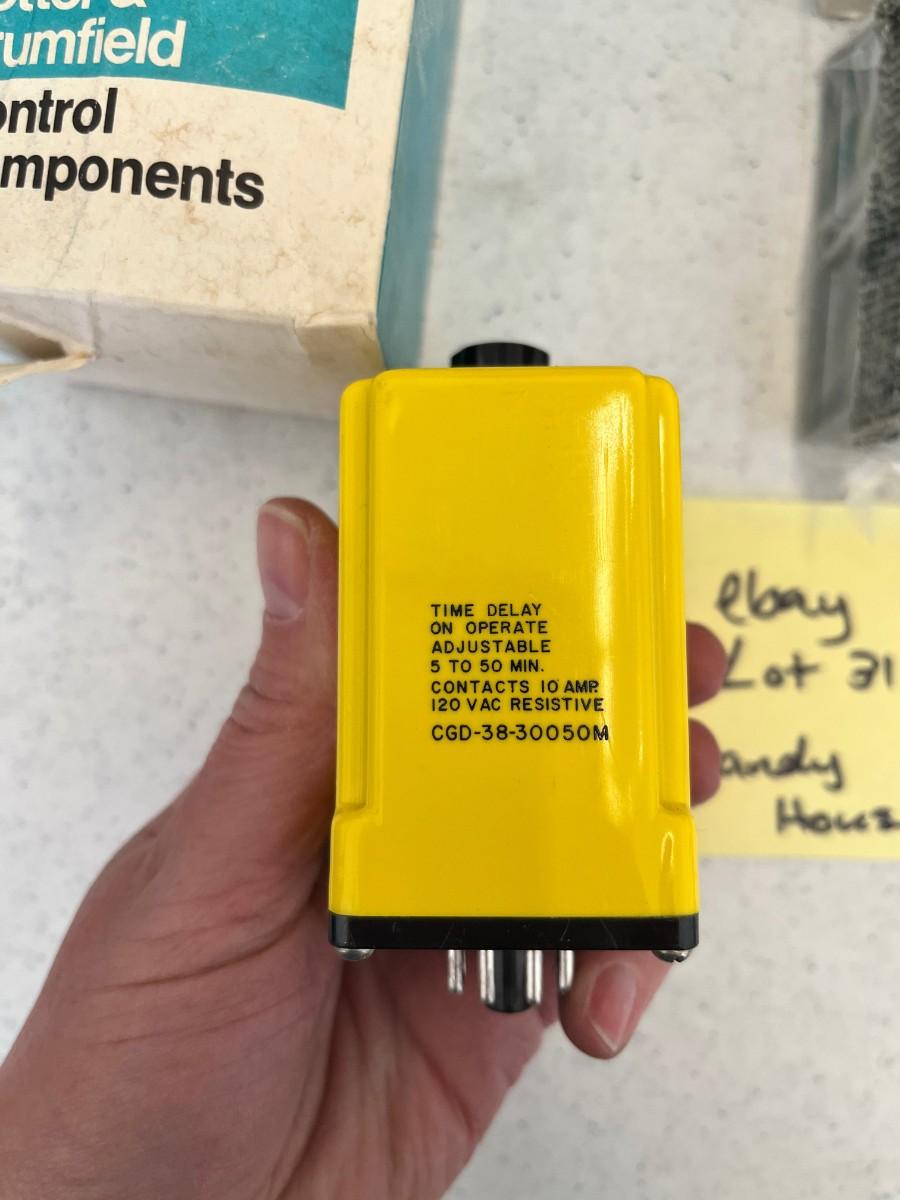 otter &
rumfield
ontrol
mponents
TIME DELAY
ON OPERATE
ADJUSTABLE
5 TO 50 MIN.
CONTACTS 10 AMP.
120 VAC RESISTIVE
CGD-38-30050M
ebay
Lot 31
andy